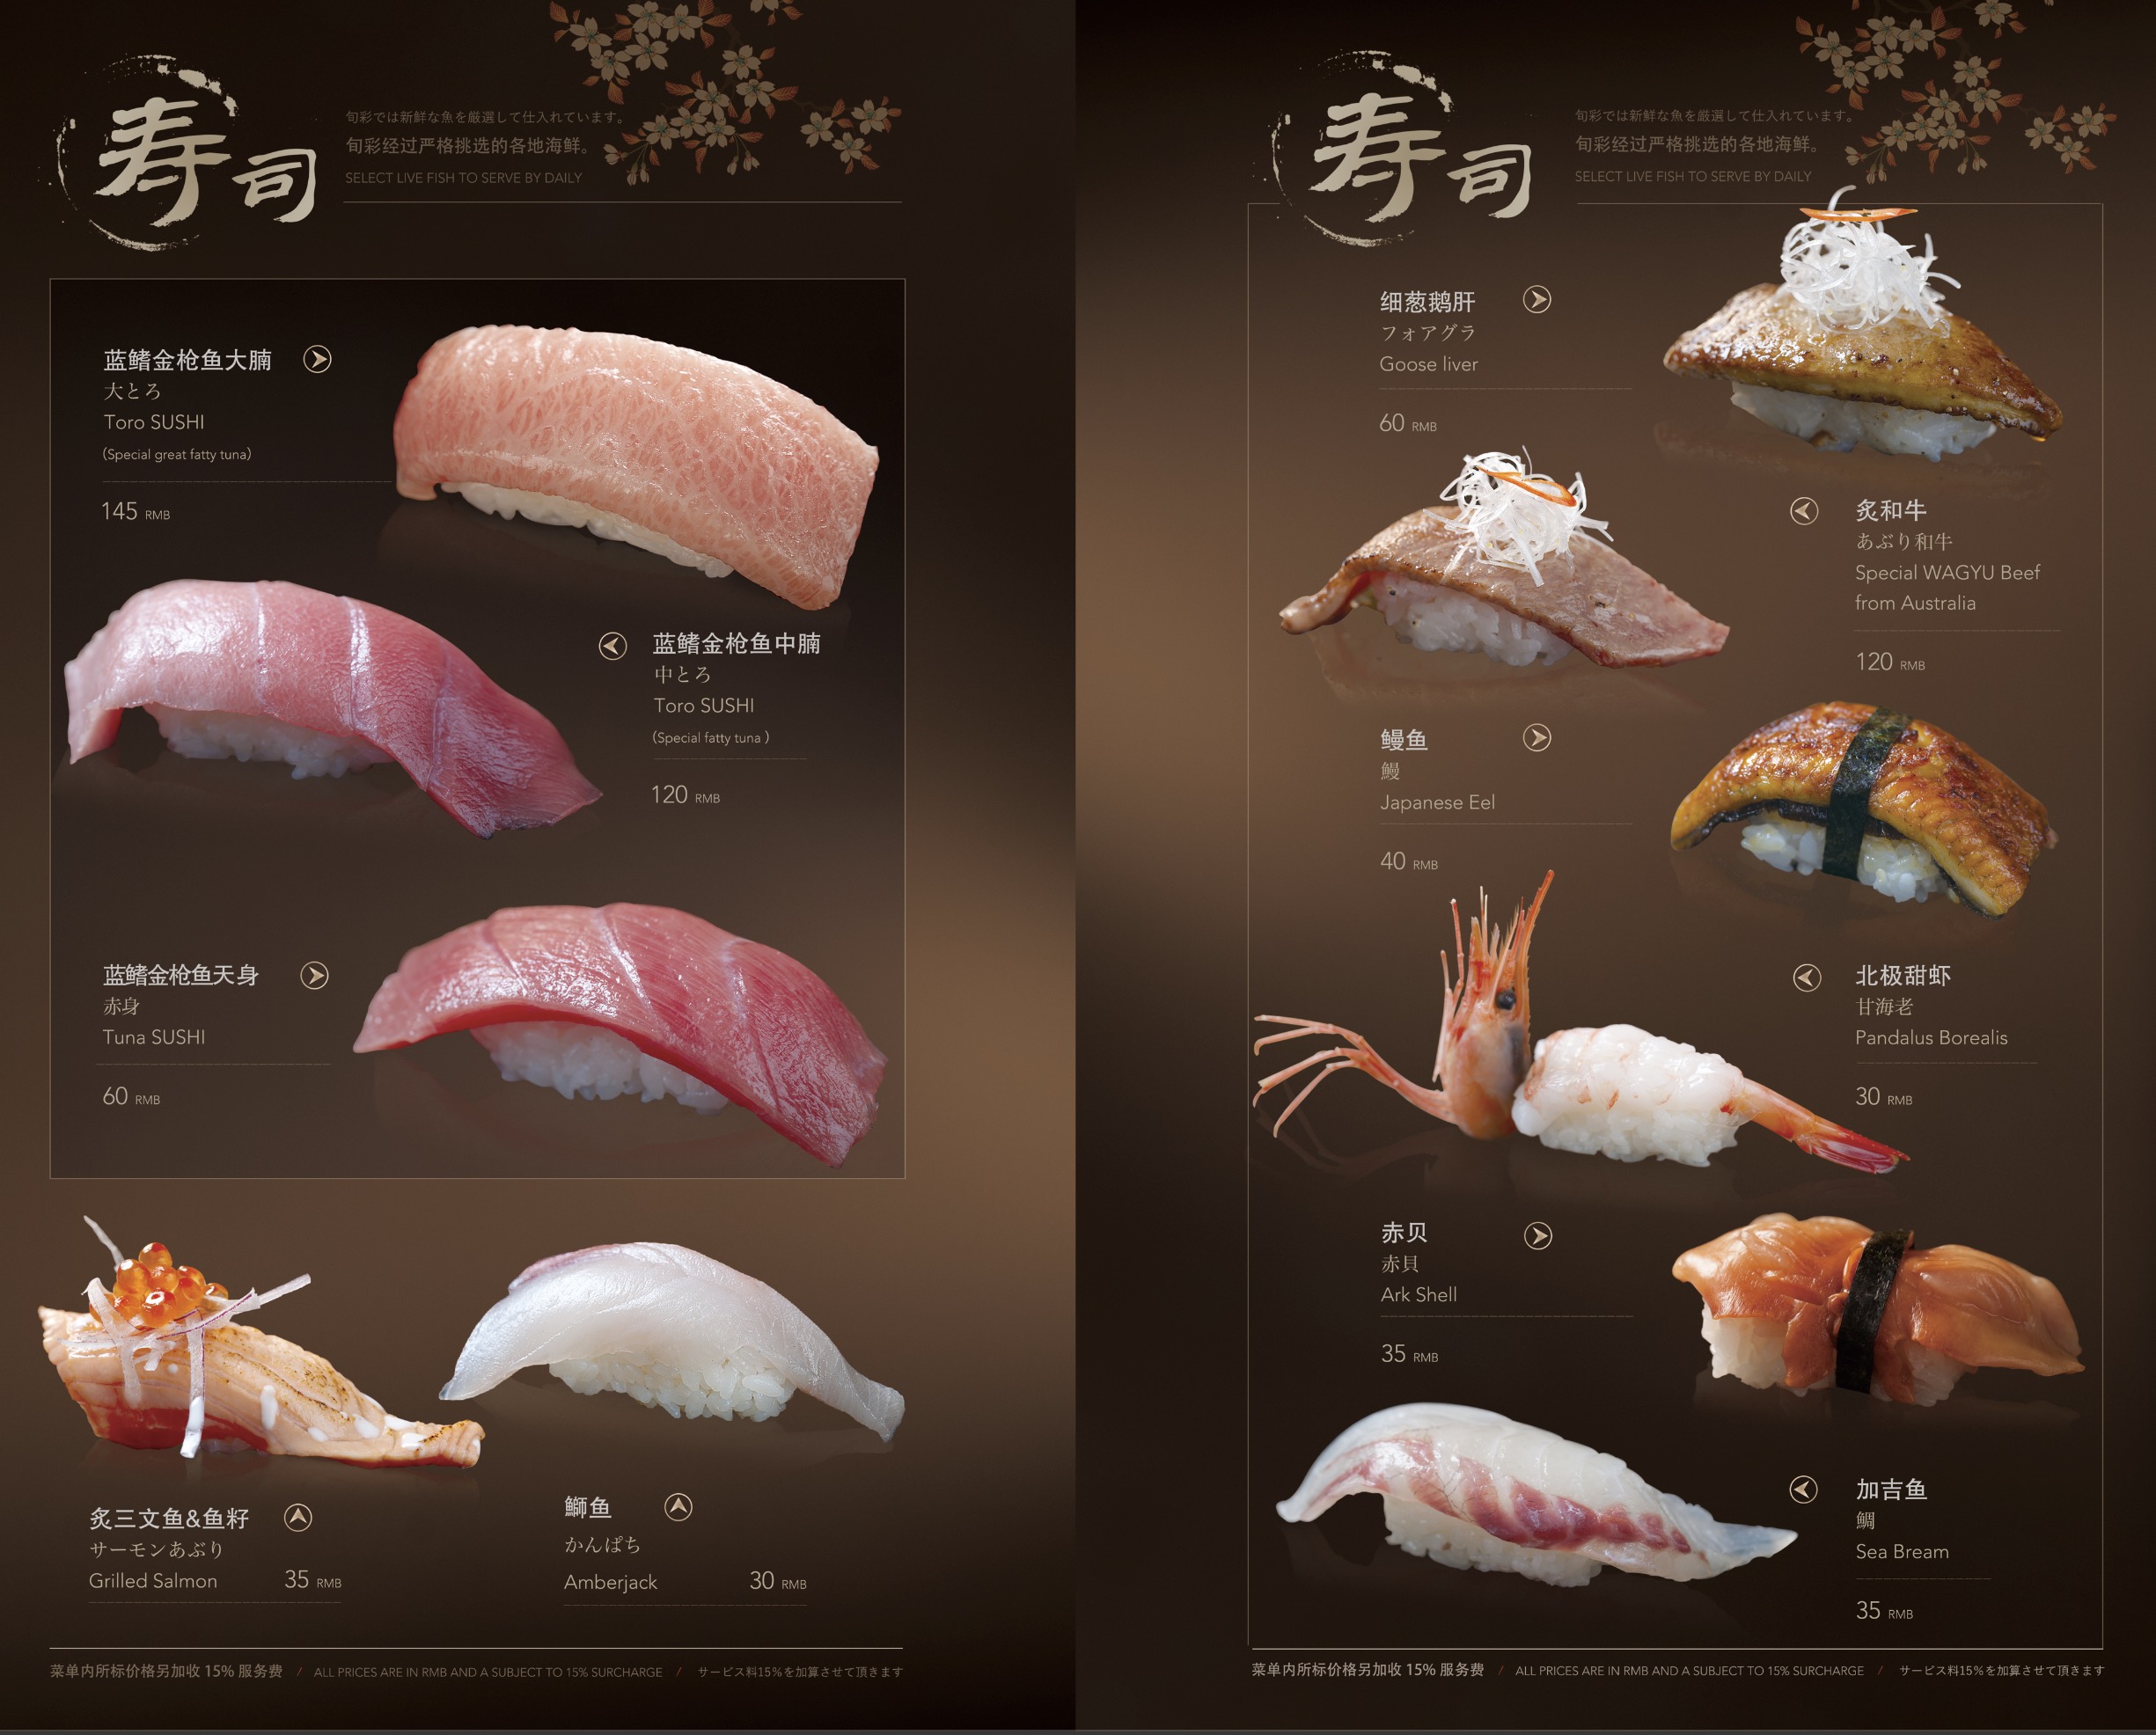 寿司
旬彩では新鮮な魚を厳選して仕入れています。
旬彩经过严格挑选的各地海鲜。
SELECT LIVE FISH TO SERVE BY DAILY
蓝鳍金枪鱼大腩
大とろ
Toro SUSHI
(Special great fatty tuna)
145 RMB
蓝鳍金枪鱼中腩
中とろ
Toro SUSHI
(Special fatty tuna )
120 RMB
蓝鳍金枪鱼天身
赤身
Tuna SUSHI
60 RMB
炙三文鱼&鱼籽
サーモンあぶり
Grilled Salmon 35 RMB
鰤鱼
かんぱち
Amberjack 30 RMB
菜单内所标价格另加收 15% 服务费 / ALL PRICES ARE IN RMB AND A SUBJECT TO 15% SURCHARGE / サービス料15%を加算させて頂きます
寿司
旬彩では新鮮な魚を厳選して仕入れています。
旬彩经过严格挑选的各地海鲜。
SELECT LIVE FISH TO SERVE BY DAILY
细葱鹅肝
フォアグラ
Goose liver
60 RMB
炙和牛
あぶり和牛
Special WAGYU Beef
from Australia
120 RMB
鳗鱼
鰻
Japanese Eel
40 RMB
北极甜虾
甘海老
Pandalus Borealis
30 RMB
赤贝
赤貝
Ark Shell
35 RMB
加吉鱼
鯛
Sea Bream
35 RMB
菜单内所标价格另加收 15% 服务费 / ALL PRICES ARE IN RMB AND A SUBJECT TO 15% SURCHARGE / サービス料15%を加算させて頂きます